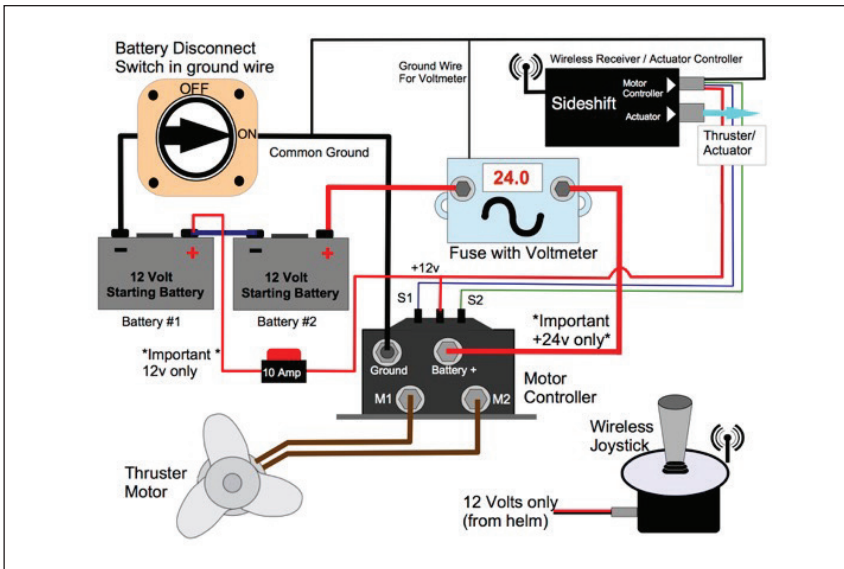 Battery Disconnect
Switch in ground wire
OFF
ON
Common Ground
Ground Wire
For Voltmeter
Wireless Receiver / Actuator Controller
Sideshift
Motor
Controller
Actuator
Thruster/
Actuator
24.0
Fuse with Voltmeter
- +
12 Volt
Starting Battery
Battery #1
- +
12 Volt
Starting Battery
Battery #2
*Important *
12v only
10 Amp
+12v
S1
S2
*Important
+24v only*
Ground
Battery +
M1
M2
Motor
Controller
Thruster
Motor
Wireless
Joystick
12 Volts only
(from helm)